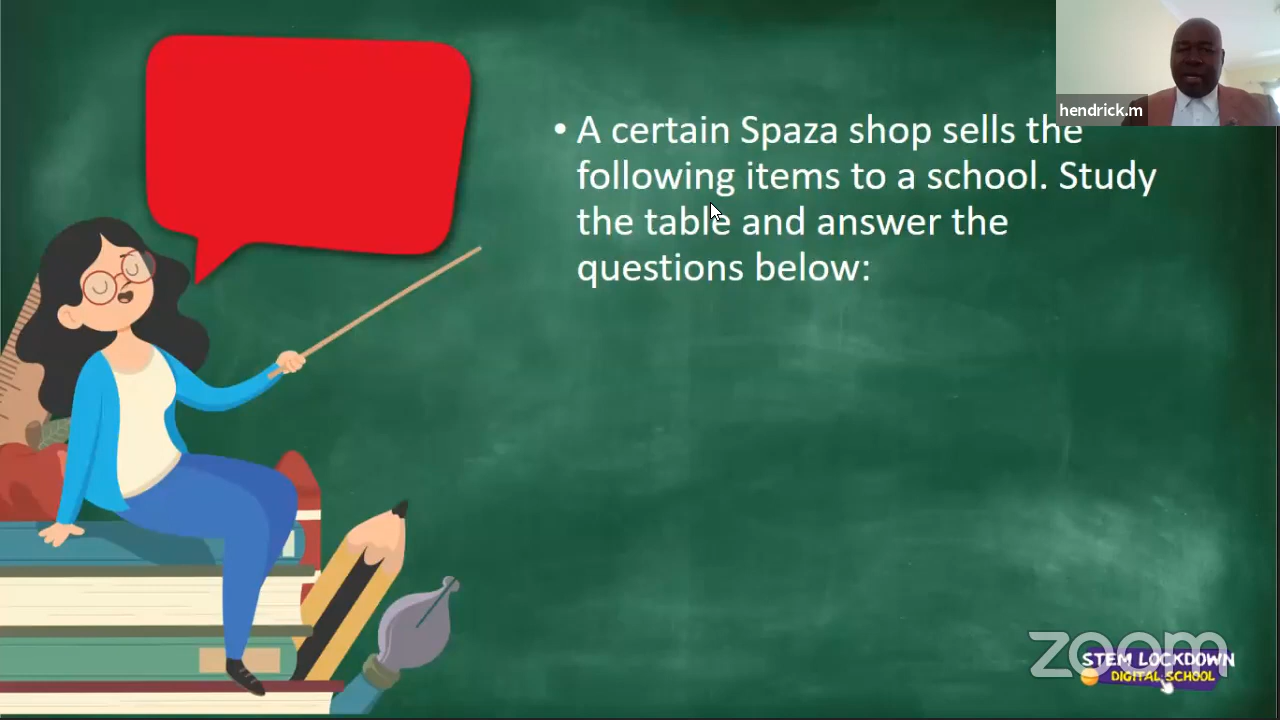 hendrick.m
• A certain Spaza shop sells the
following items to a school. Study
the table and answer the
questions below:
zoom
STEM LOCKDOWN
DIGITAL SCHOOL